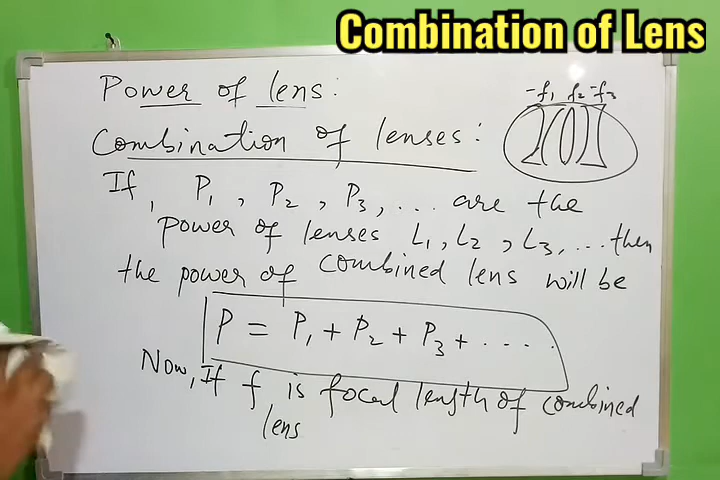 Combination of Lens
Power of lens:
-f1 f2 -f3
Combination of lenses:
If, P1, P2, P3, ... are the
power of lenses L1, L2, L3, ... then
the power of combined lens will be
P = P1 + P2 + P3 + ....
Now, If f is focal length of combined
lens